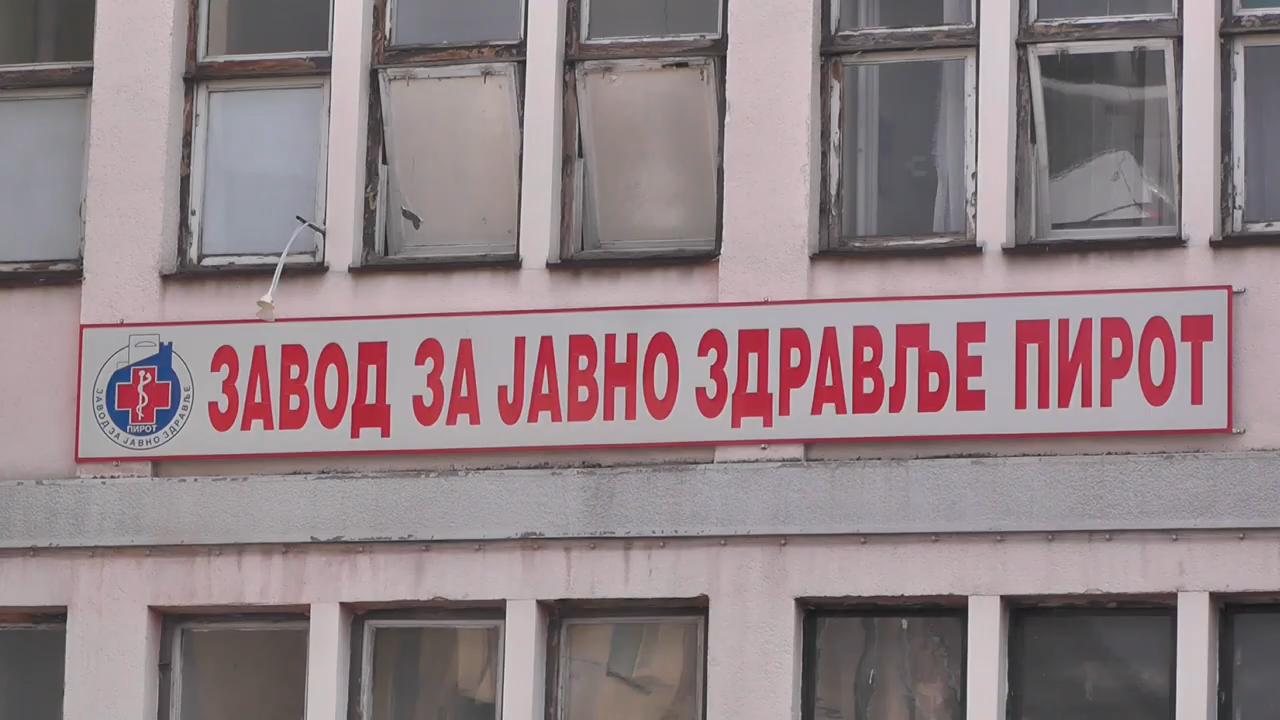 ЗАВОД ЗА ЈАВНО ЗДРАВЉЕ ПИРОТ
ПИРОТ
ЗАВОД ЗА ЈАВНО ЗДРАВЉЕ